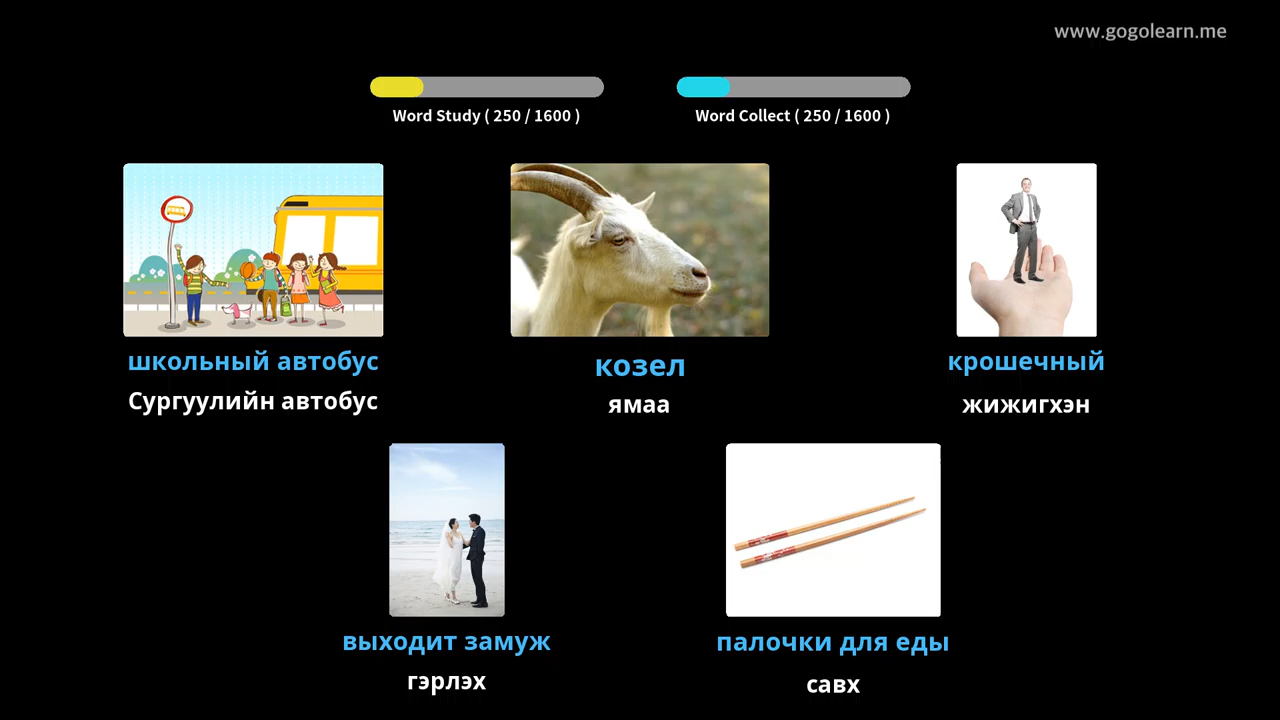 www.gogolearn.me
Word Study ( 250 / 1600 )
Word Collect ( 250 / 1600 )
школьный автобус
Сургуулийн автобус
козел
ямаа
крошечный
жижигхэн
выходит замуж
гэрлэх
палочки для еды
савх